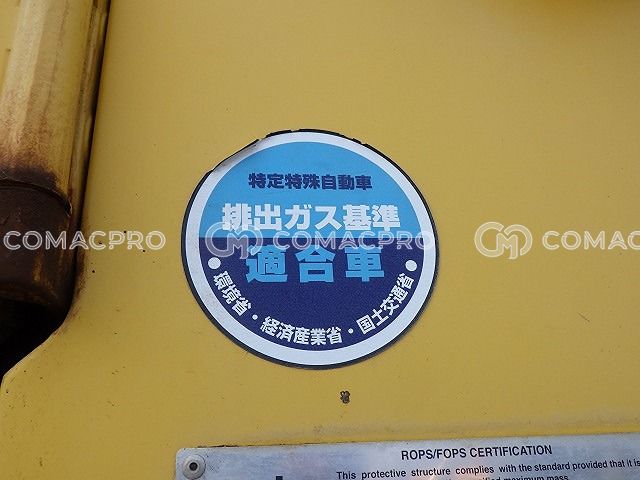 特定特殊自動車
排出ガス基準
適合車
・環境省・経済産業省・国土交通省・
COMACPRO
COMACPRO
ROPS/FOPS CERTIFICATION
This protective structure complies with the standard provided that it is
maximum mass